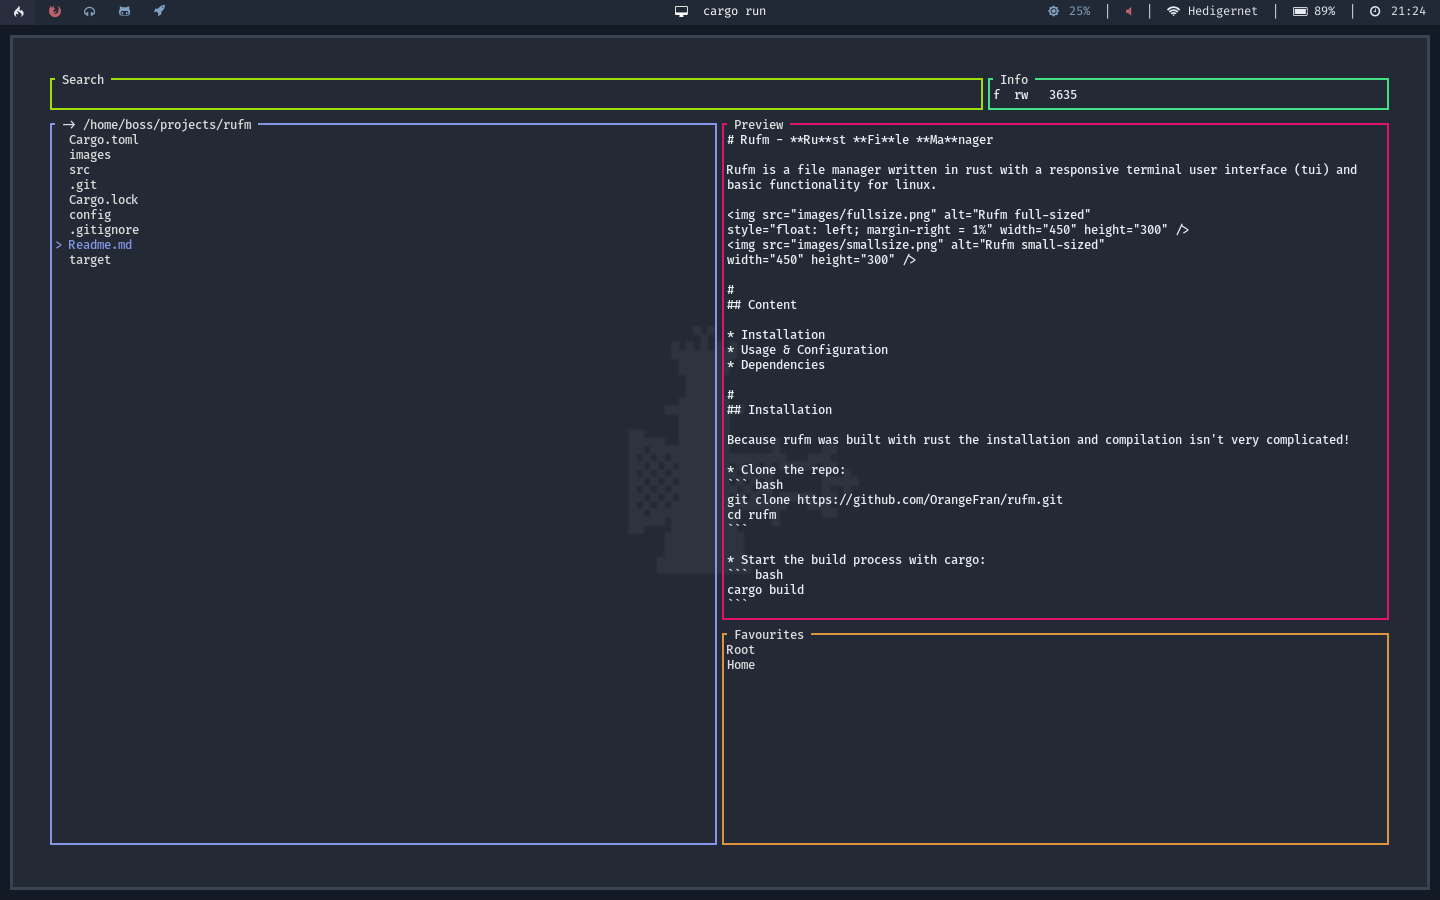 cargo run
25% | | Hedigernet | 89% | 21:24
Search
Info
f rw 3635
-> /home/boss/projects/rufm
Cargo.toml
images
src
.git
Cargo.lock
config
.gitignore
> Readme.md
target
Preview
# Rufm - **Ru**st **Fi**le **Ma**nager
Rufm is a file manager written in rust with a responsive terminal user interface (tui) and
basic functionality for linux.
<img src="images/fullsize.png" alt="Rufm full-sized"
style="float: left; margin-right = 1%" width="450" height="300" />
<img src="images/smallsize.png" alt="Rufm small-sized"
width="450" height="300" />
#
## Content
* Installation
* Usage & Configuration
* Dependencies
#
## Installation
Because rufm was built with rust the installation and compilation isn't very complicated!
* Clone the repo:
``` bash
git clone https://github.com/OrangeFran/rufm.git
cd rufm
```
* Start the build process with cargo:
``` bash
cargo build
```
Favourites
Root
Home